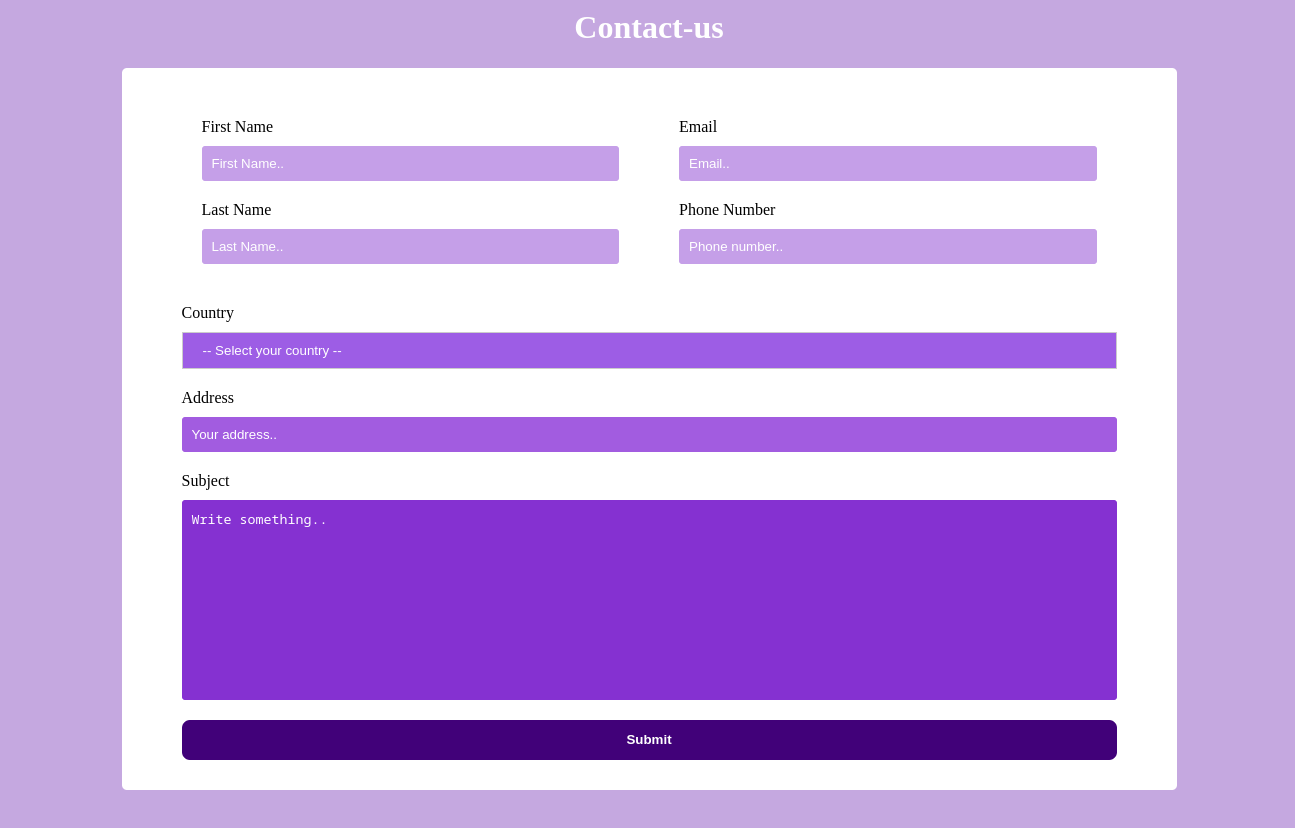 Contact-us
First Name
First Name..
Email
Email..
Last Name
Last Name..
Phone Number
Phone number..
Country
-- Select your country --
Address
Your address..
Subject
Write something..
Submit